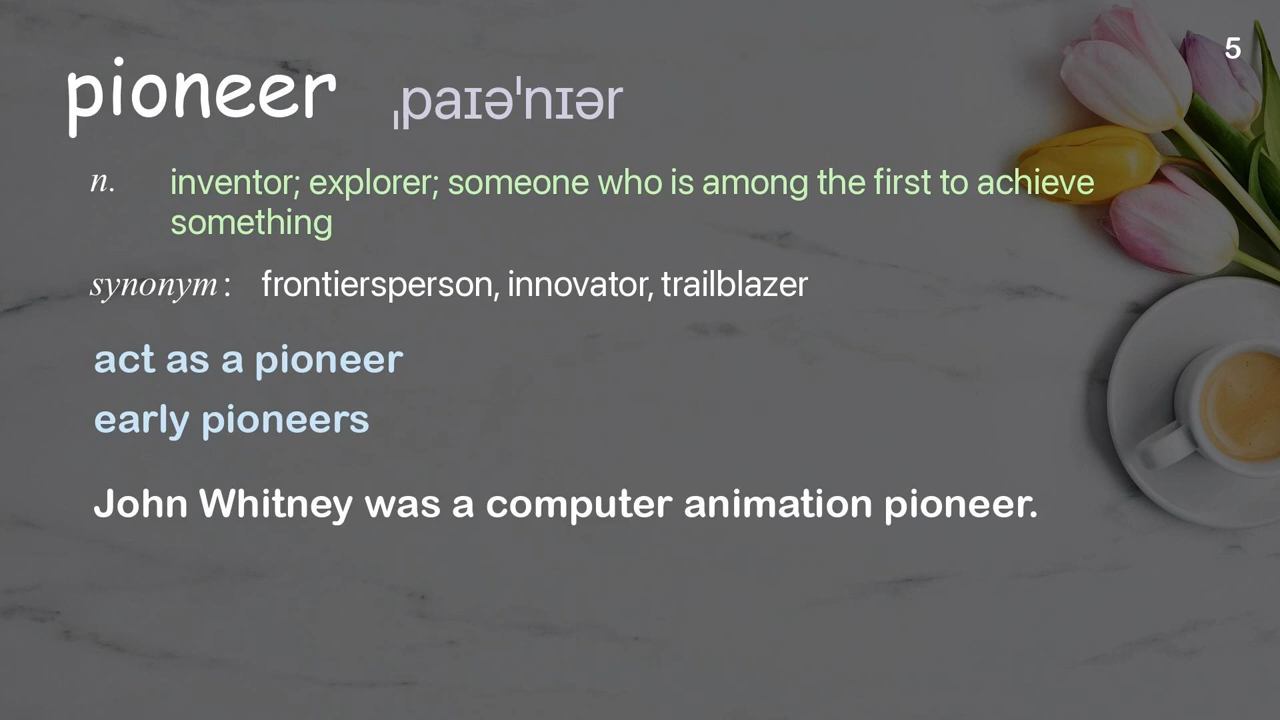 5
pioneer ˌpaɪəˈnɪər
n. inventor; explorer; someone who is among the first to achieve
something
synonym: frontiersperson, innovator, trailblazer
act as a pioneer
early pioneers
John Whitney was a computer animation pioneer.